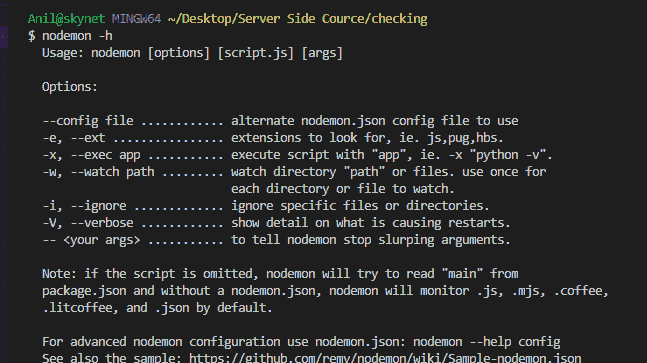 Anil@skynet MINGW64 ~/Desktop/Server Side Cource/checking
$ nodemon -h
  Usage: nodemon [options] [script.js] [args]

  Options:

  --config file ............ alternate nodemon.json config file to use
  -e, --ext ................ extensions to look for, ie. js,pug,hbs.
  -x, --exec app ........... execute script with "app", ie. -x "python -v".
  -w, --watch path ......... watch directory "path" or files. use once for
                             each directory or file to watch.
  -i, --ignore ............. ignore specific files or directories.
  -V, --verbose ............ show detail on what is causing restarts.
  -- <your args> ........... to tell nodemon stop slurping arguments.

  Note: if the script is omitted, nodemon will try to read "main" from
  package.json and without a nodemon.json, nodemon will monitor .js, .mjs, .coffee,
  .litcoffee, and .json by default.

  For advanced nodemon configuration use nodemon.json: nodemon --help config
  See also the sample: https://github.com/remy/nodemon/wiki/Sample-nodemon.json